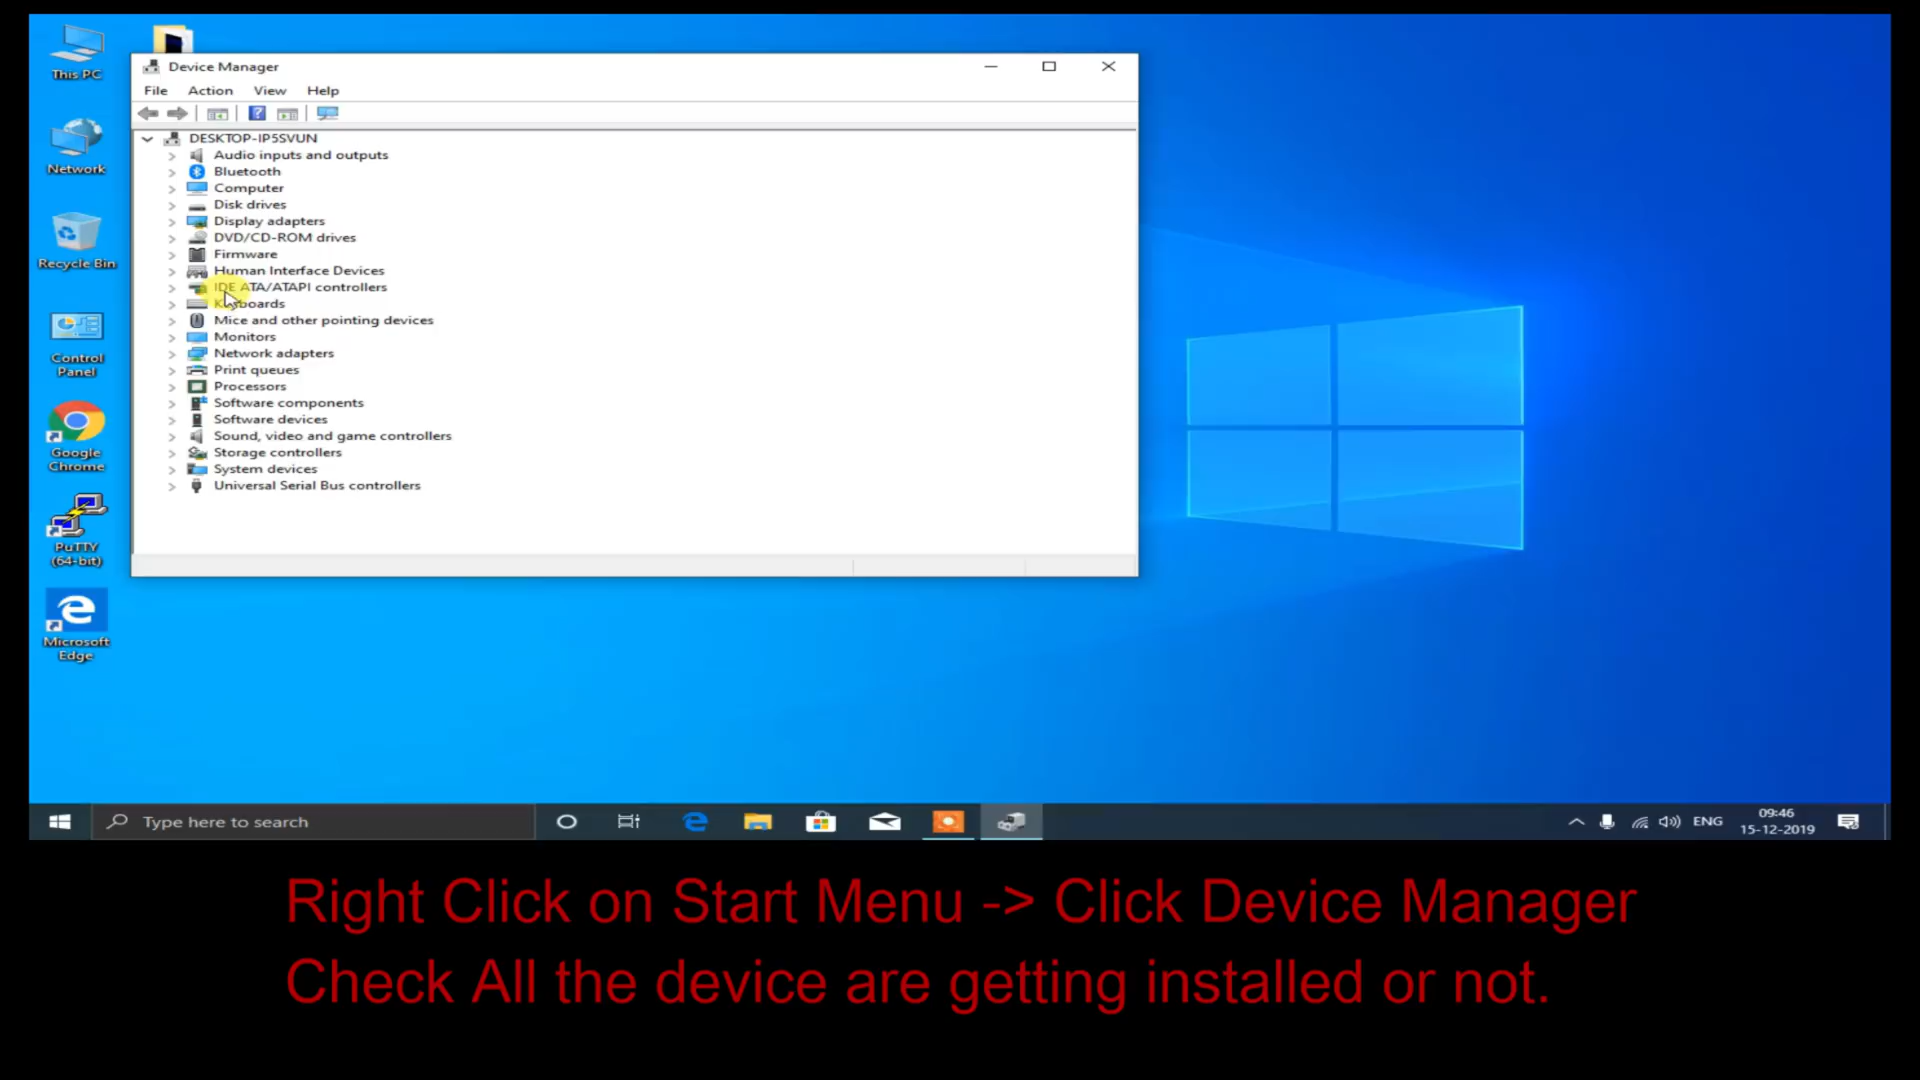 This PC
Network
Recycle Bin
Control
Panel
Google
Chrome
PuTTY
(64-bit)
Microsoft
Edge
Device Manager
File Action View Help
DESKTOP-IP5SVUN
Audio inputs and outputs
Bluetooth
Computer
Disk drives
Display adapters
DVD/CD-ROM drives
Firmware
Human Interface Devices
IDE ATA/ATAPI controllers
Keyboards
Mice and other pointing devices
Monitors
Network adapters
Print queues
Processors
Software components
Software devices
Sound, video and game controllers
Storage controllers
System devices
Universal Serial Bus controllers
Type here to search
ENG
09:46
15-12-2019
Right Click on Start Menu -> Click Device Manager
Check All the device are getting installed or not.